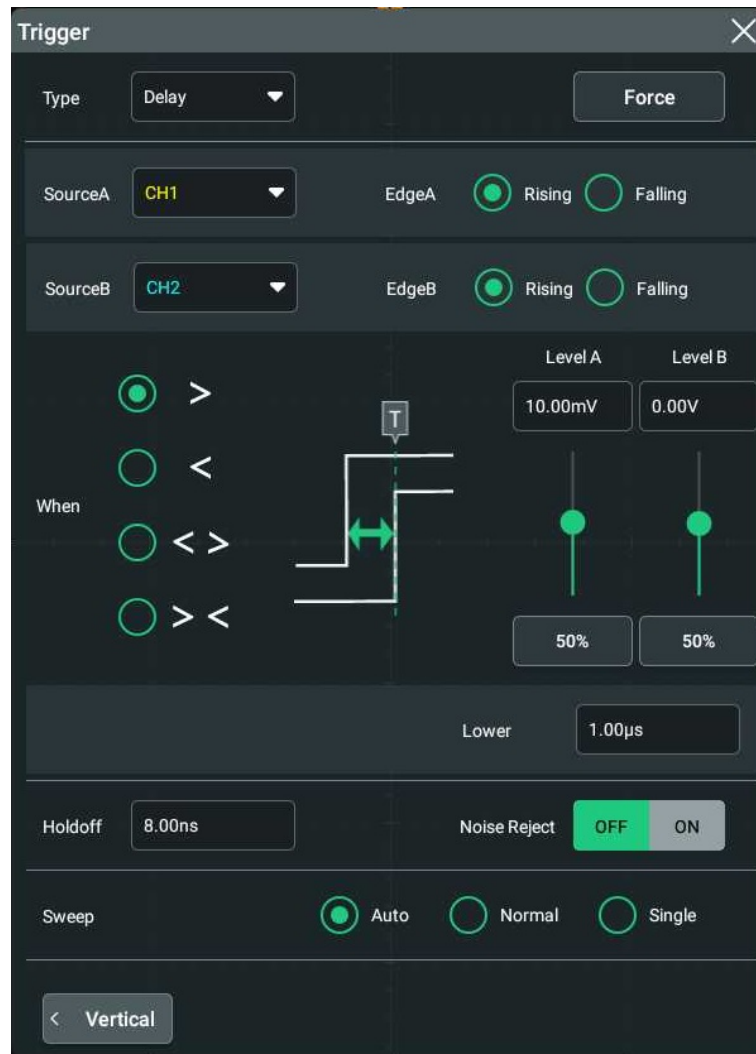 Trigger
Type Delay Force
SourceA CH1 EdgeA Rising Falling
SourceB CH2 EdgeB Rising Falling
Level A Level B
> 10.00mV 0.00V
T
<
When
< >
> <
50% 50%
Lower 1.00μs
Holdoff 8.00ns Noise Reject OFF ON
Sweep Auto Normal Single
< Vertical